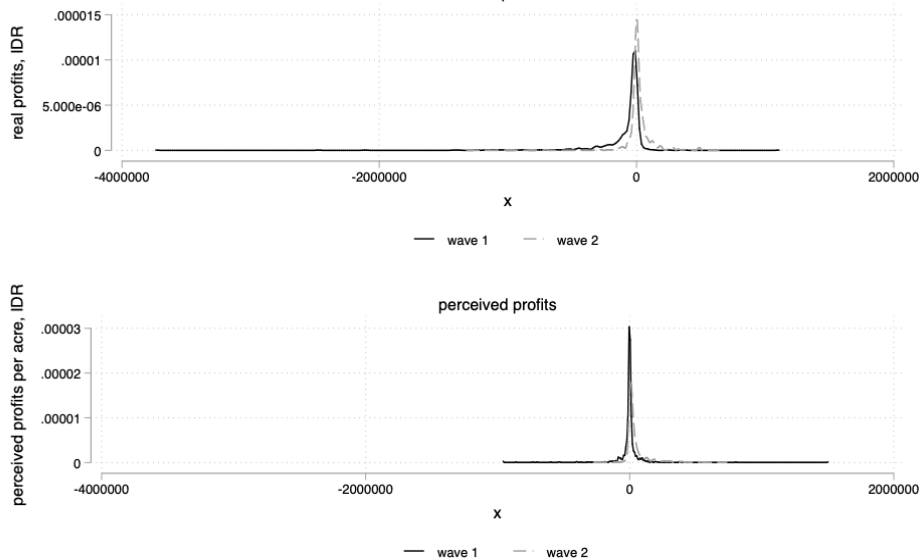 real profits, IDR
.000015
.00001
5.000e-06
0
-4000000 -2000000 0 2000000
x
wave 1 wave 2
perceived profits
perceived profits per acre, IDR
.00003
.00002
.00001
0
-4000000 -2000000 0 2000000
x
wave 1 wave 2